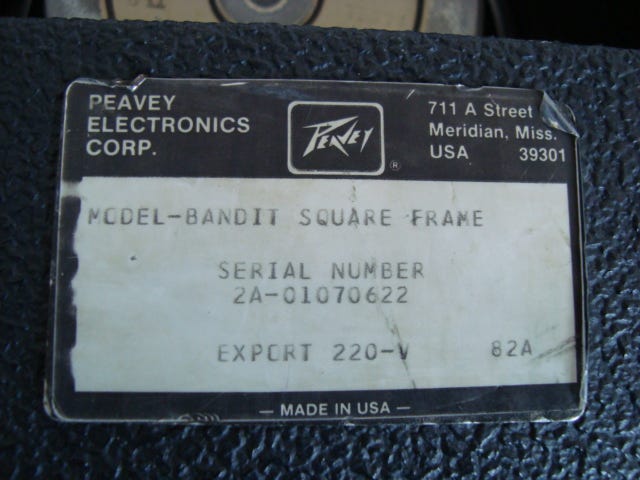 PEAVEY
ELECTRONICS
CORP.
PEAVEY
®
711 A Street
Meridian, Miss.
USA 39301
MODEL-BANDIT SQUARE FRAME
SERIAL NUMBER
2A-01070622
EXPORT 220-V 82A
— MADE IN USA —